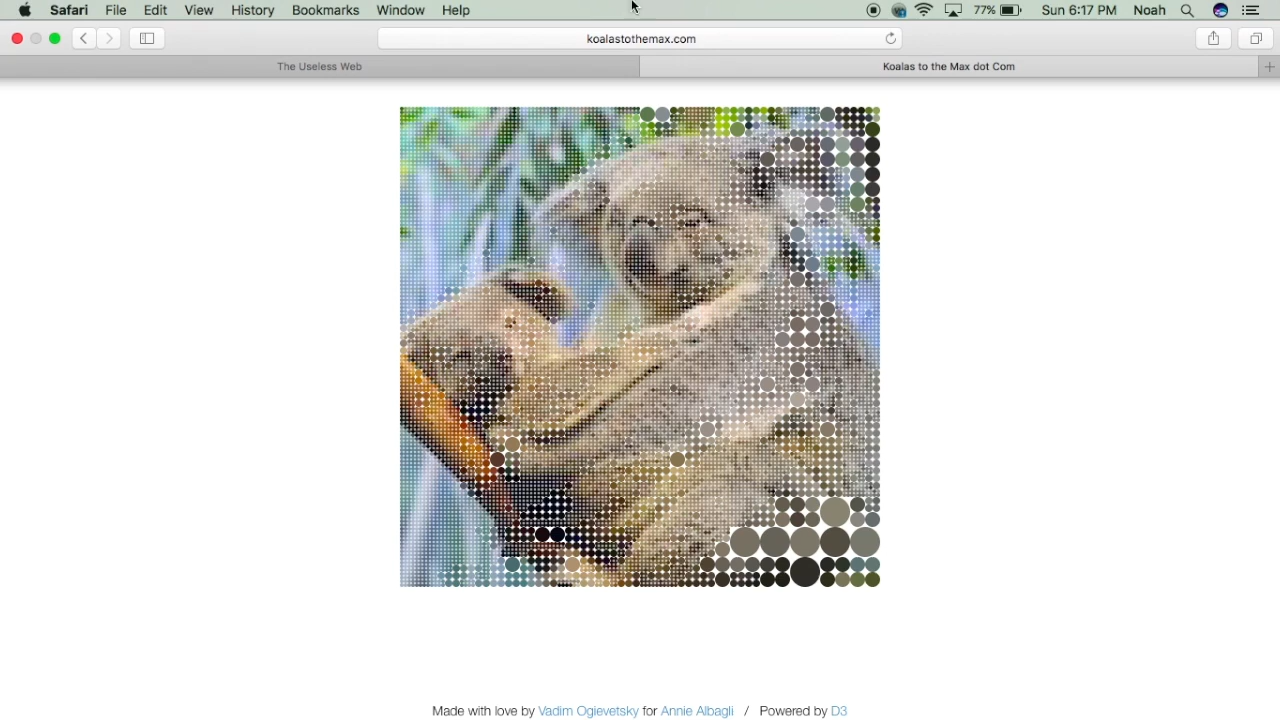 Safari File Edit View History Bookmarks Window Help 77% Sun 6:17 PM Noah
koalastothemax.com
The Useless Web Koalas to the Max dot Com
Made with love by Vadim Ogievetsky for Annie Albagli / Powered by D3